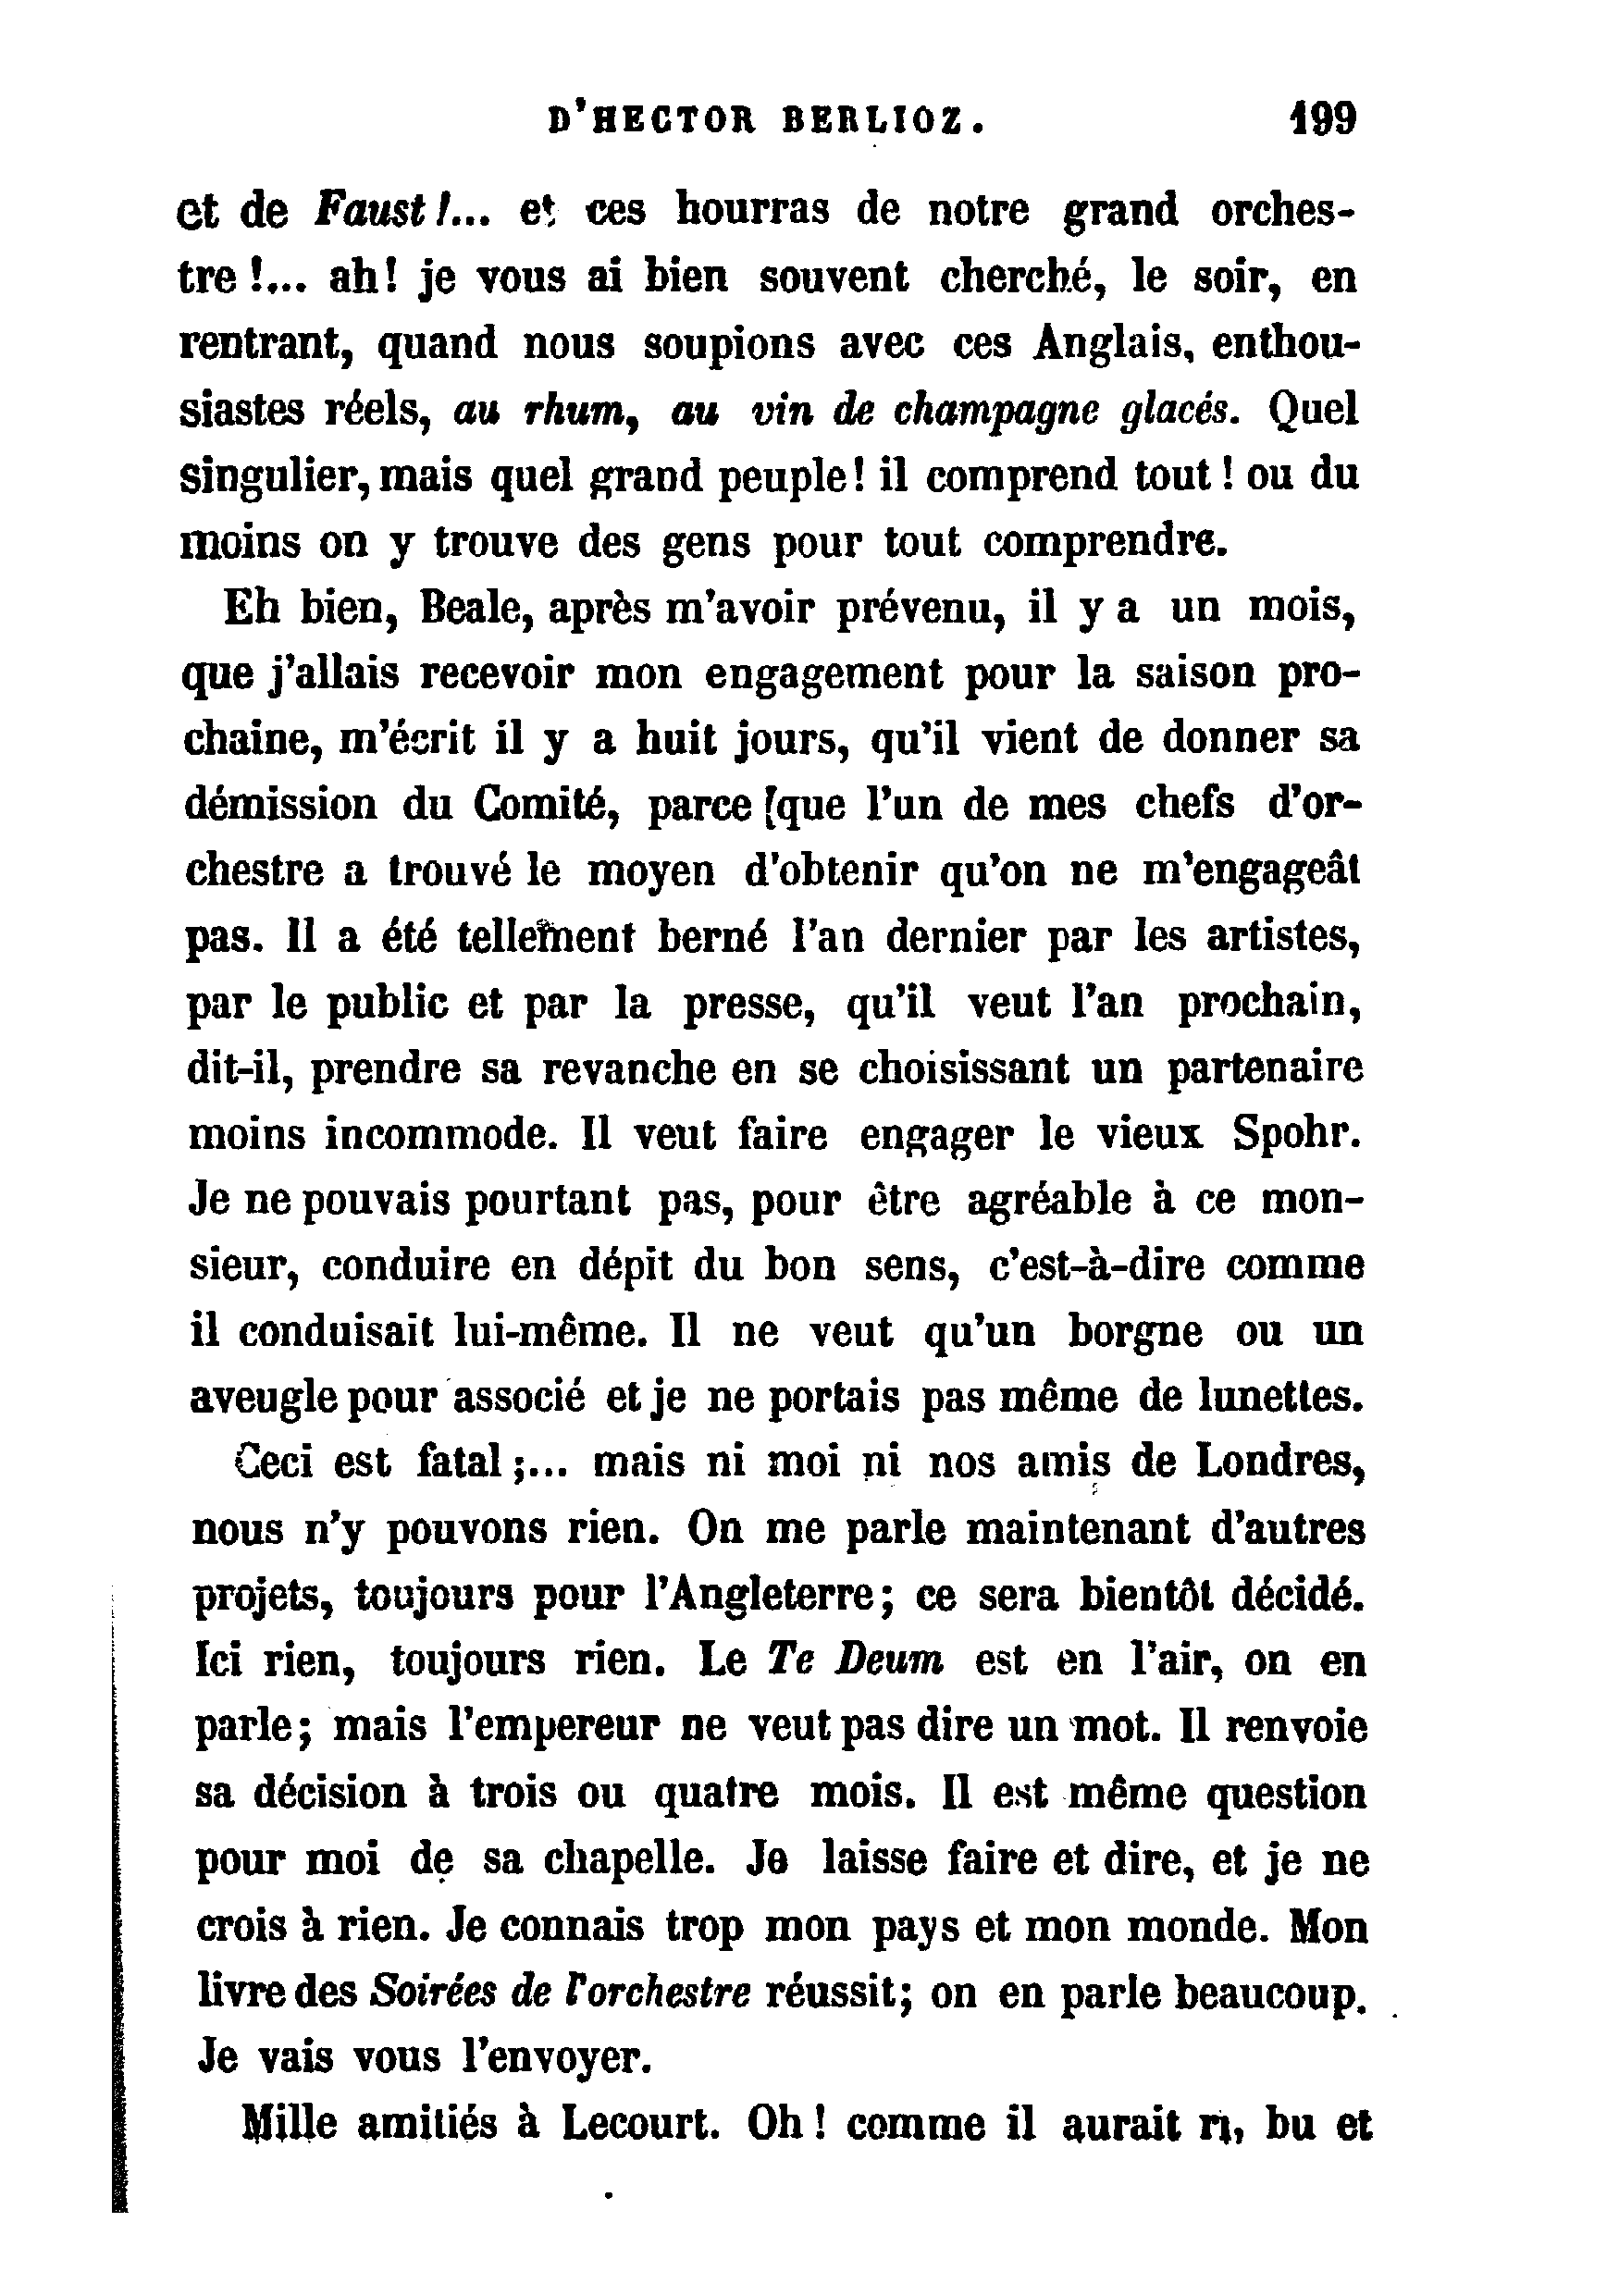 D'HECTOR BERLIOZ. 199
et de Faust!... et ces hourras de notre grand orches-
tre !... ah! je vous ai bien souvent cherché, le soir, en
rentrant, quand nous soupions avec ces Anglais, enthou-
siastes réels, au rhum, au vin de champagne glacés. Quel
singulier, mais quel grand peuple! il comprend tout ! ou du
moins on y trouve des gens pour tout comprendre.
Eh bien, Beale, après m'avoir prévenu, il y a un mois,
que j'allais recevoir mon engagement pour la saison pro-
chaine, m'écrit il y a huit jours, qu'il vient de donner sa
démission du Comité, parce [que l'un de mes chefs d'or-
chestre a trouvé le moyen d'obtenir qu'on ne m'engageât
pas. Il a été tellement berné l'an dernier par les artistes,
par le public et par la presse, qu'il veut l'an prochain,
dit-il, prendre sa revanche en se choisissant un partenaire
moins incommode. Il veut faire engager le vieux Spohr.
Je ne pouvais pourtant pas, pour être agréable à ce mon-
sieur, conduire en dépit du bon sens, c'est-à-dire comme
il conduisait lui-même. Il ne veut qu'un borgne ou un
aveugle pour associé et je ne portais pas même de lunettes.
Ceci est fatal ;... mais ni moi ni nos amis de Londres,
nous n'y pouvons rien. On me parle maintenant d'autres
projets, toujours pour l'Angleterre; ce sera bientôt décidé.
Ici rien, toujours rien. Le Te Deum est en l'air, on en
parle; mais l'empereur ne veut pas dire un mot. Il renvoie
sa décision à trois ou quatre mois. Il est même question
pour moi de sa chapelle. Je laisse faire et dire, et je ne
crois à rien. Je connais trop mon pays et mon monde. Mon
livre des Soirées de l'orchestre réussit; on en parle beaucoup.
Je vais vous l'envoyer.
Mille amitiés à Lecourt. Oh ! comme il aurait ri, bu et